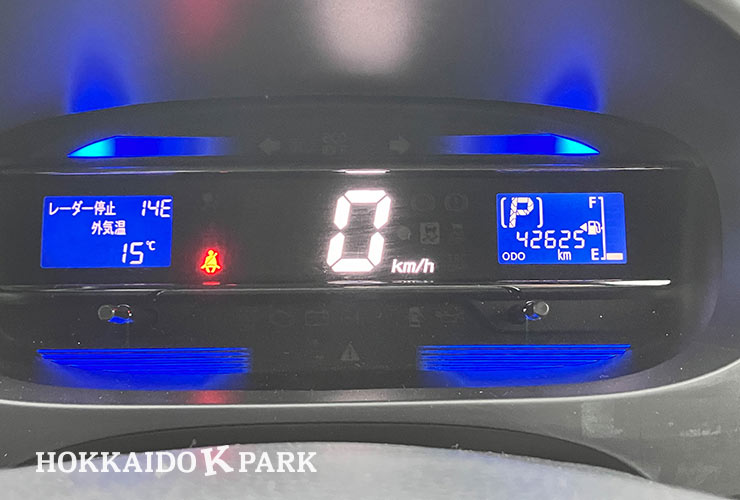 レーダー停止 14E
外気温
15℃
0 km/h
[P] F
42625
ODO km E
HOKKAIDO K PARK